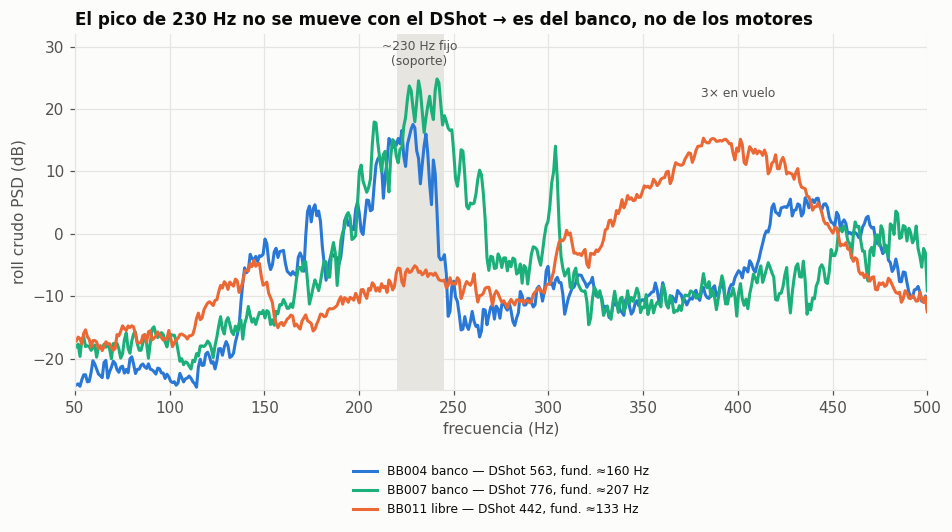 El pico de 230 Hz no se mueve con el DShot → es del banco, no de los motores
~230 Hz fijo
(soporte)
3× en vuelo
roll crudo PSD (dB)
30
20
10
0
−10
−20
50
100
150
200
250
300
350
400
450
500
frecuencia (Hz)
BB004 banco — DShot 563, fund. ≈160 Hz
BB007 banco — DShot 776, fund. ≈207 Hz
BB011 libre — DShot 442, fund. ≈133 Hz